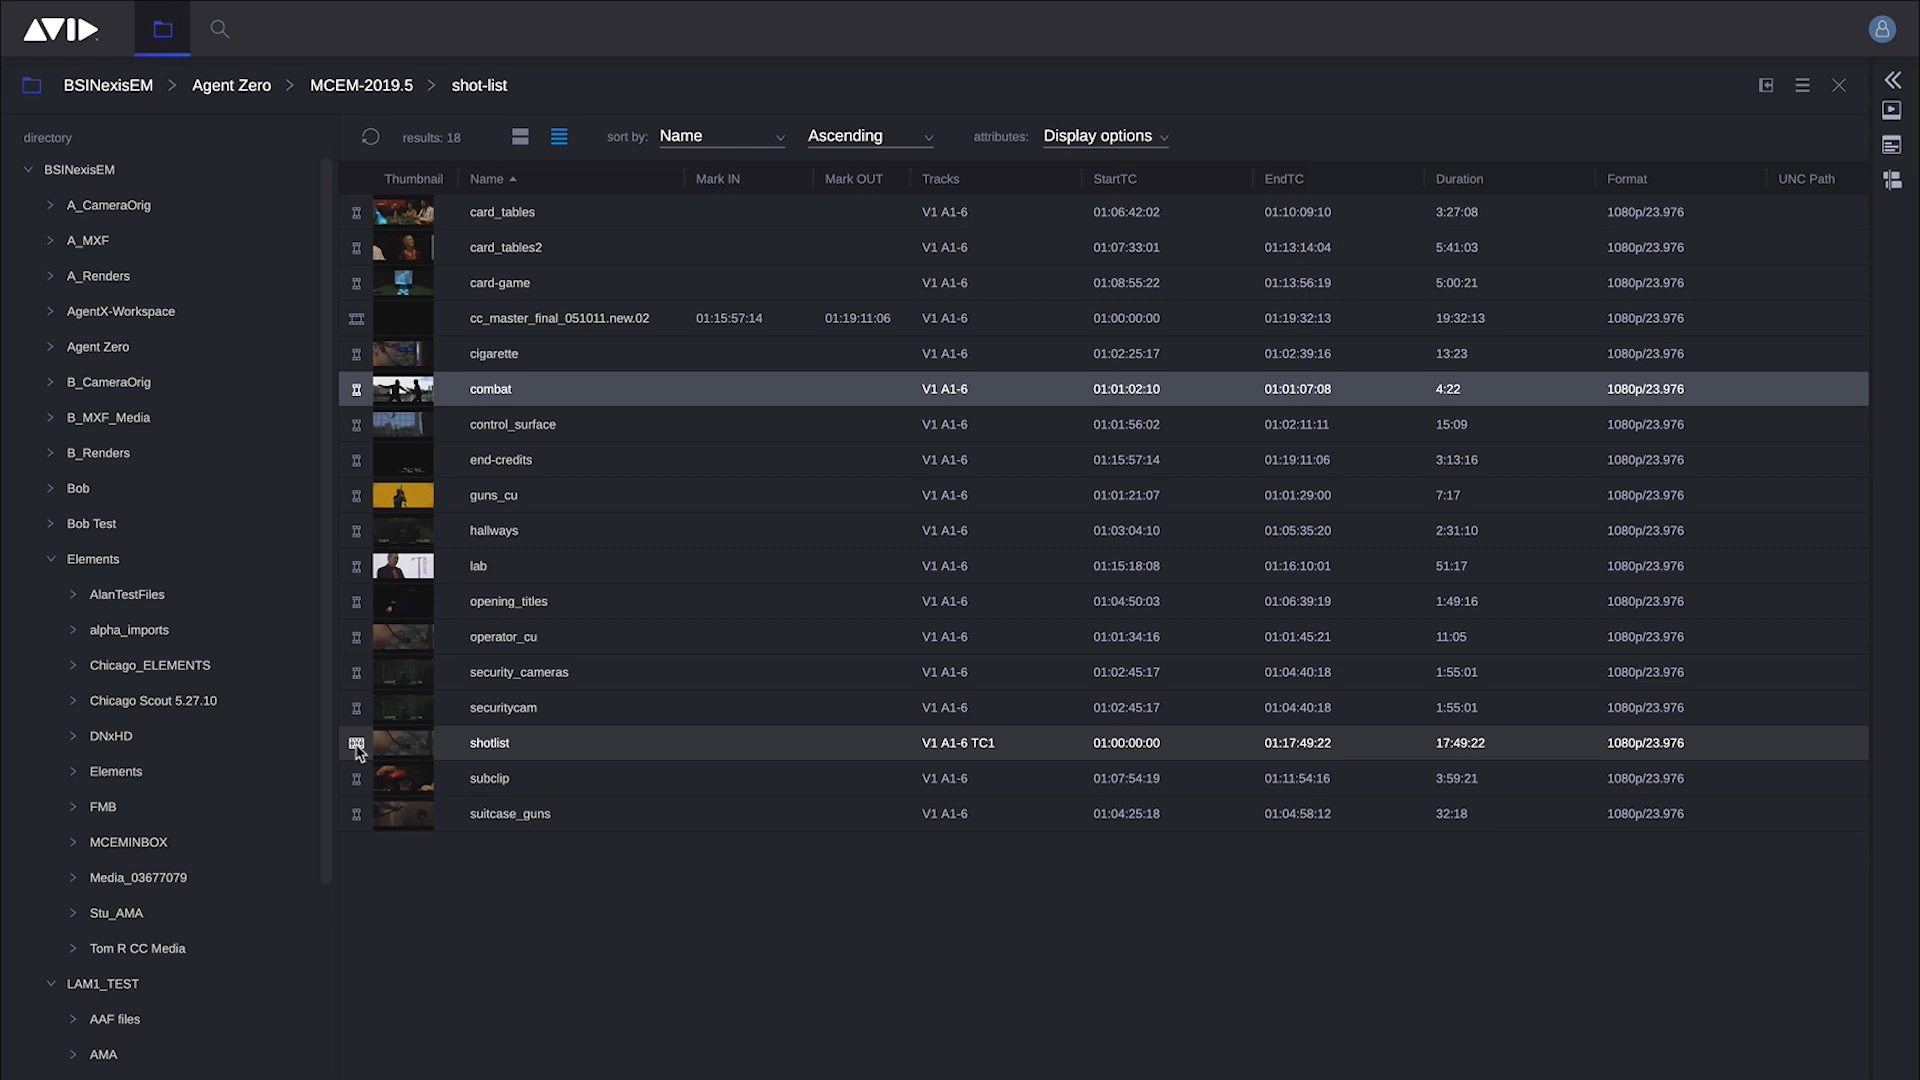 AVID
BSINexisEM > Agent Zero > MCEM-2019.5 > shot-list
directory
results: 18 sort by: Name Ascending attributes: Display options
BSINexisEM
A_CameraOrig
A_MXF
A_Renders
AgentX-Workspace
Agent Zero
B_CameraOrig
B_MXF_Media
B_Renders
Bob
Bob Test
Elements
AlanTestFiles
alpha_imports
Chicago_ELEMENTS
Chicago Scout 5.27.10
DNxHD
Elements
FMB
MCEMINBOX
Media_03677079
Stu_AMA
Tom R CC Media
LAM1_TEST
AAF files
AMA
Thumbnail Name Mark IN Mark OUT Tracks StartTC EndTC Duration Format UNC Path
card_tables V1 A1-6 01:06:42:02 01:10:09:10 3:27:08 1080p/23.976
card_tables2 V1 A1-6 01:07:33:01 01:13:14:04 5:41:03 1080p/23.976
card-game V1 A1-6 01:08:55:22 01:13:56:19 5:00:21 1080p/23.976
cc_master_final_051011.new.02 01:15:57:14 01:19:11:06 V1 A1-6 01:00:00:00 01:19:32:13 19:32:13 1080p/23.976
cigarette V1 A1-6 01:02:25:17 01:02:39:16 13:23 1080p/23.976
combat V1 A1-6 01:01:02:10 01:01:07:08 4:22 1080p/23.976
control_surface V1 A1-6 01:01:56:02 01:02:11:11 15:09 1080p/23.976
end-credits V1 A1-6 01:15:57:14 01:19:11:06 3:13:16 1080p/23.976
guns_cu V1 A1-6 01:01:21:07 01:01:29:00 7:17 1080p/23.976
hallways V1 A1-6 01:03:04:10 01:05:35:20 2:31:10 1080p/23.976
lab V1 A1-6 01:15:18:08 01:16:10:01 51:17 1080p/23.976
opening_titles V1 A1-6 01:04:50:03 01:06:39:19 1:49:16 1080p/23.976
operator_cu V1 A1-6 01:01:34:16 01:01:45:21 11:05 1080p/23.976
security_cameras V1 A1-6 01:02:45:17 01:04:40:18 1:55:01 1080p/23.976
securitycam V1 A1-6 01:02:45:17 01:04:40:18 1:55:01 1080p/23.976
shotlist V1 A1-6 TC1 01:00:00:00 01:17:49:22 17:49:22 1080p/23.976
subclip V1 A1-6 01:07:54:19 01:11:54:16 3:59:21 1080p/23.976
suitcase_guns V1 A1-6 01:04:25:18 01:04:58:12 32:18 1080p/23.976